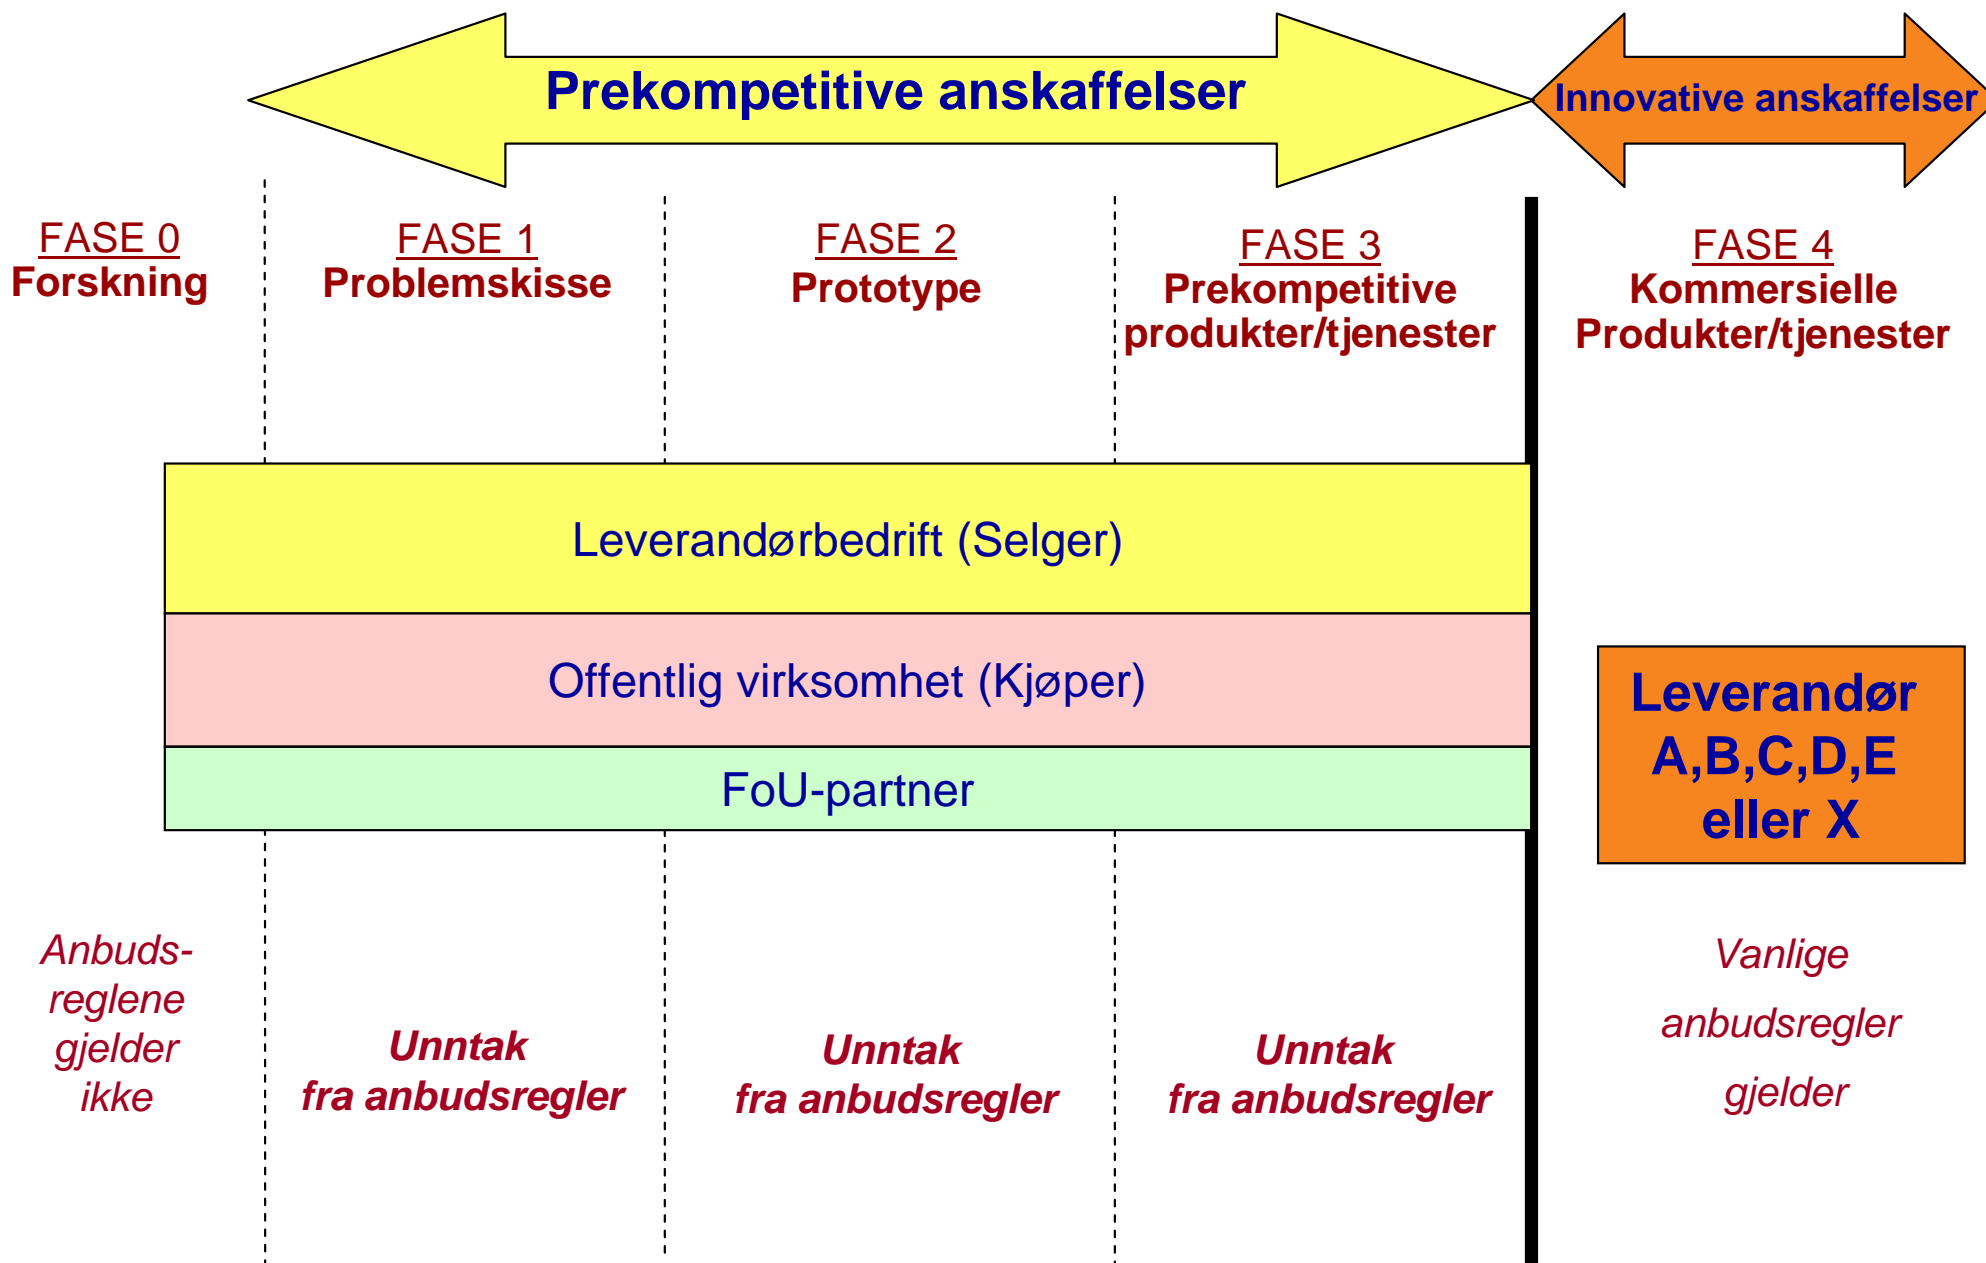 Prekompetitive anskaffelser
Innovative anskaffelser
FASE 0
Forskning
FASE 1
Problemskisse
FASE 2
Prototype
FASE 3
Prekompetitive
produkter/tjenester
FASE 4
Kommersielle
Produkter/tjenester
Leverandørbedrift (Selger)
Offentlig virksomhet (Kjøper)
FoU-partner
Leverandør
A,B,C,D,E
eller X
Anbuds-
reglene
gjelder
ikke
Unntak
fra anbudsregler
Unntak
fra anbudsregler
Unntak
fra anbudsregler
Vanlige
anbudsregler
gjelder